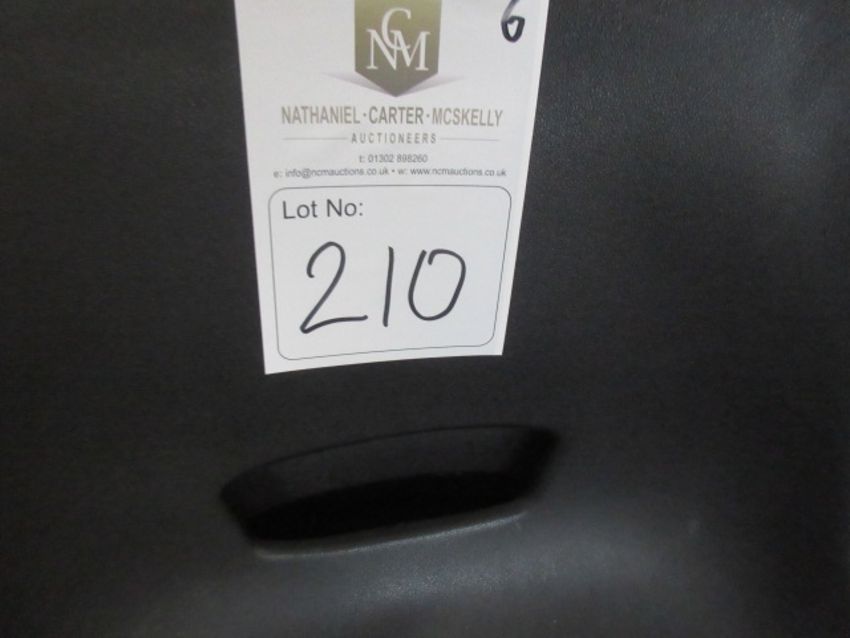 6
NCM
NATHANIEL·CARTER·MCSKELLY
AUCTIONEERS
t: 01302 898260
e: info@ncmauctions.co.uk • w: www.ncmauctions.co.uk
Lot No:
210